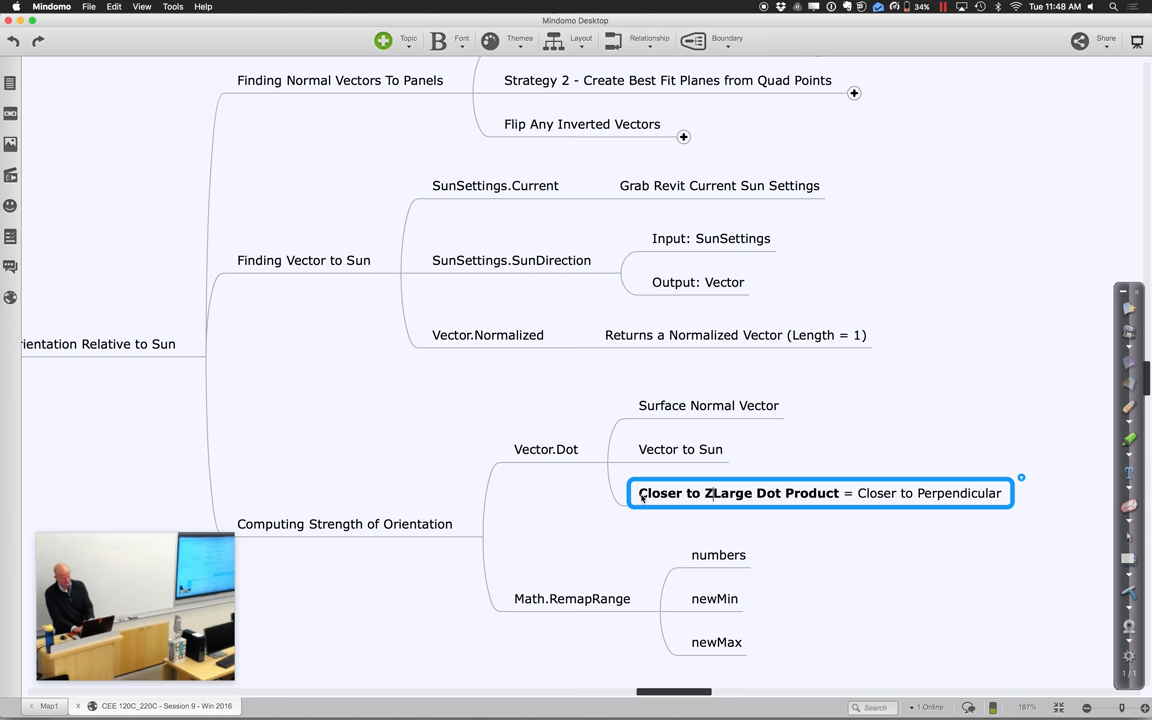 Mindomo File Edit View Tools Help 34% Tue 11:48 AM
Mindomo Desktop
Topic Font Themes Layout Relationship Boundary Share
Finding Normal Vectors To Panels
Strategy 2 - Create Best Fit Planes from Quad Points
Flip Any Inverted Vectors
SunSettings.Current
Grab Revit Current Sun Settings
Input: SunSettings
Finding Vector to Sun
SunSettings.SunDirection
Output: Vector
Vector.Normalized
Returns a Normalized Vector (Length = 1)
rientation Relative to Sun
Surface Normal Vector
Vector.Dot
Vector to Sun
Closer to ZLarge Dot Product = Closer to Perpendicular
Computing Strength of Orientation
numbers
Math.RemapRange
newMin
newMax
1 / 1
x Map1 x CEE 120C_220C - Session 9 - Win 2016 Search 1 Online 187%